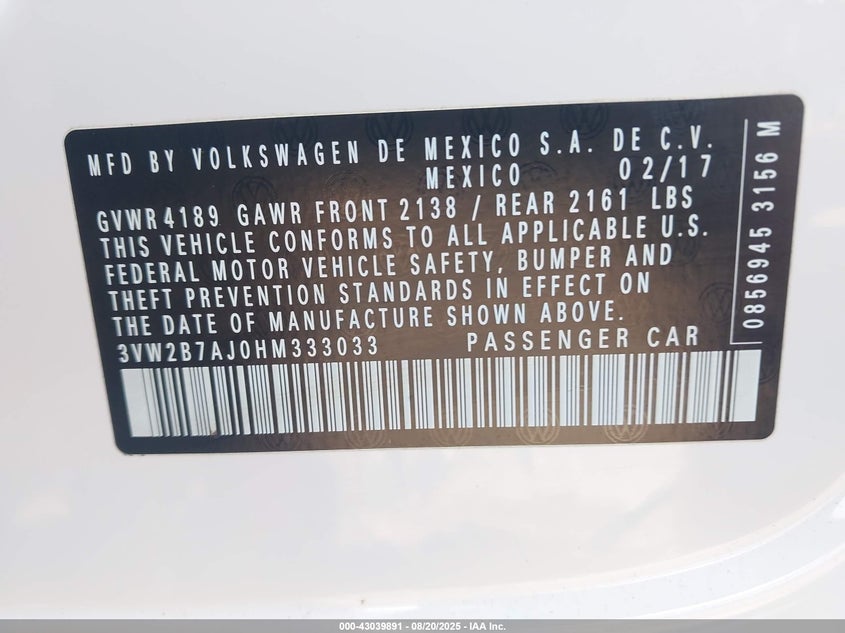 MFD BY VOLKSWAGEN DE MEXICO S.A. DE C.V.
MEXICO 02/17
GVWR 4189 GAWR FRONT 2138 / REAR 2161 LBS
THIS VEHICLE CONFORMS TO ALL APPLICABLE U.S.
FEDERAL MOTOR VEHICLE SAFETY, BUMPER AND
THEFT PREVENTION STANDARDS IN EFFECT ON
THE DATE OF MANUFACTURE SHOWN ABOVE.
3VW2B7AJ0HM333033 PASSENGER CAR
0856945 3156 M
000-43039891 - 08/20/2025 - IAA Inc.